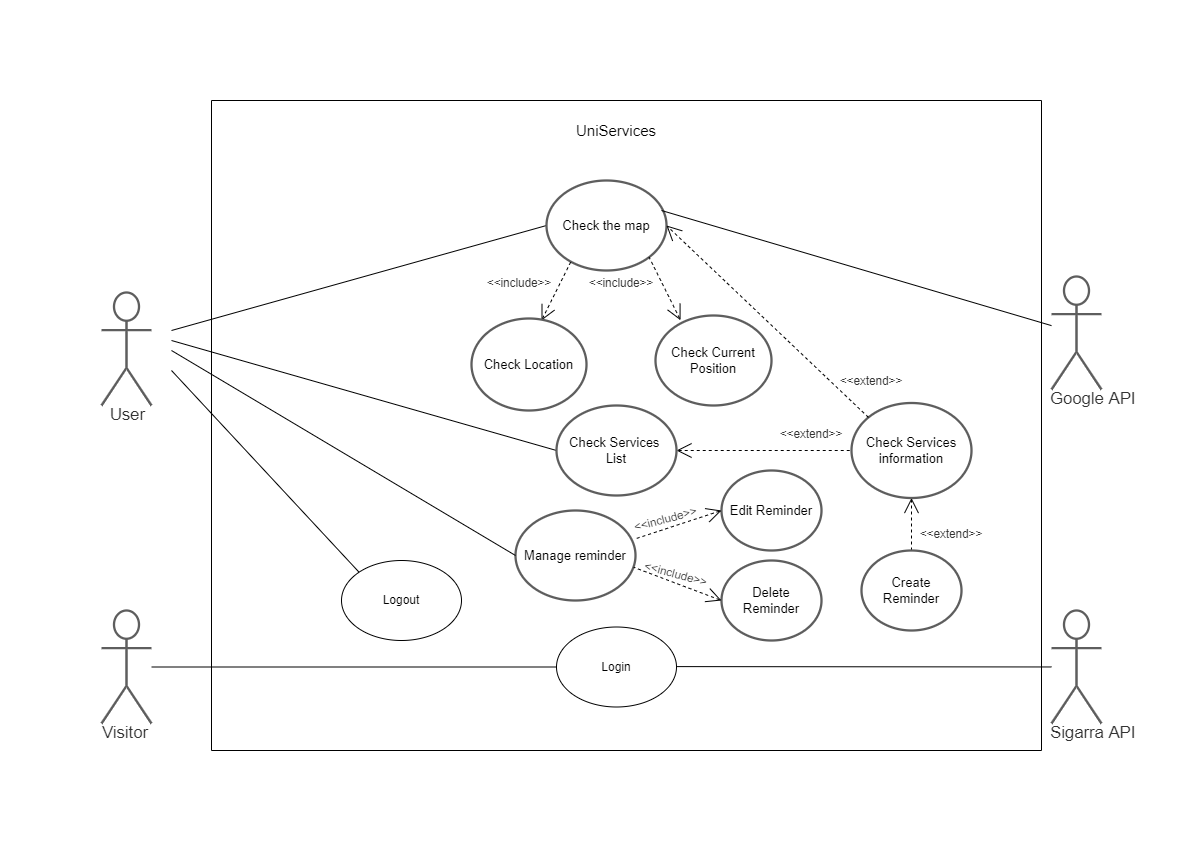 UniServices
Check the map
<<include>>
<<include>>
Check Location
Check Current
Position
<<extend>>
Google API
User
Check Services
List
<<extend>>
Check Services
information
Edit Reminder
<<include>>
Manage reminder
<<include>>
<<extend>>
Delete
Reminder
Create
Reminder
Logout
Login
Visitor
Sigarra API